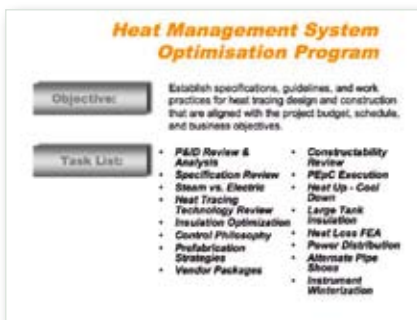 Heat Management System
Optimisation Program
Objective:
Establish specifications, guidelines, and work
practices for heat tracing design and construction
that are aligned with the project budget, schedule,
and business objectives.
Task List:
• P&ID Review &
Analysis
• Specification Review
• Steam vs. Electric
• Heat Tracing
Technology Review
• Insulation Optimization
• Control Philosophy
• Prefabrication
Strategies
• Vendor Packages
• Constructability
Review
• PEpC Execution
• Heat Up - Cool
Down
• Large Tank
Insulation
• Heat Loss FEA
• Power Distribution
• Alternate Pipe
Shoes
• Instrument
Winterization